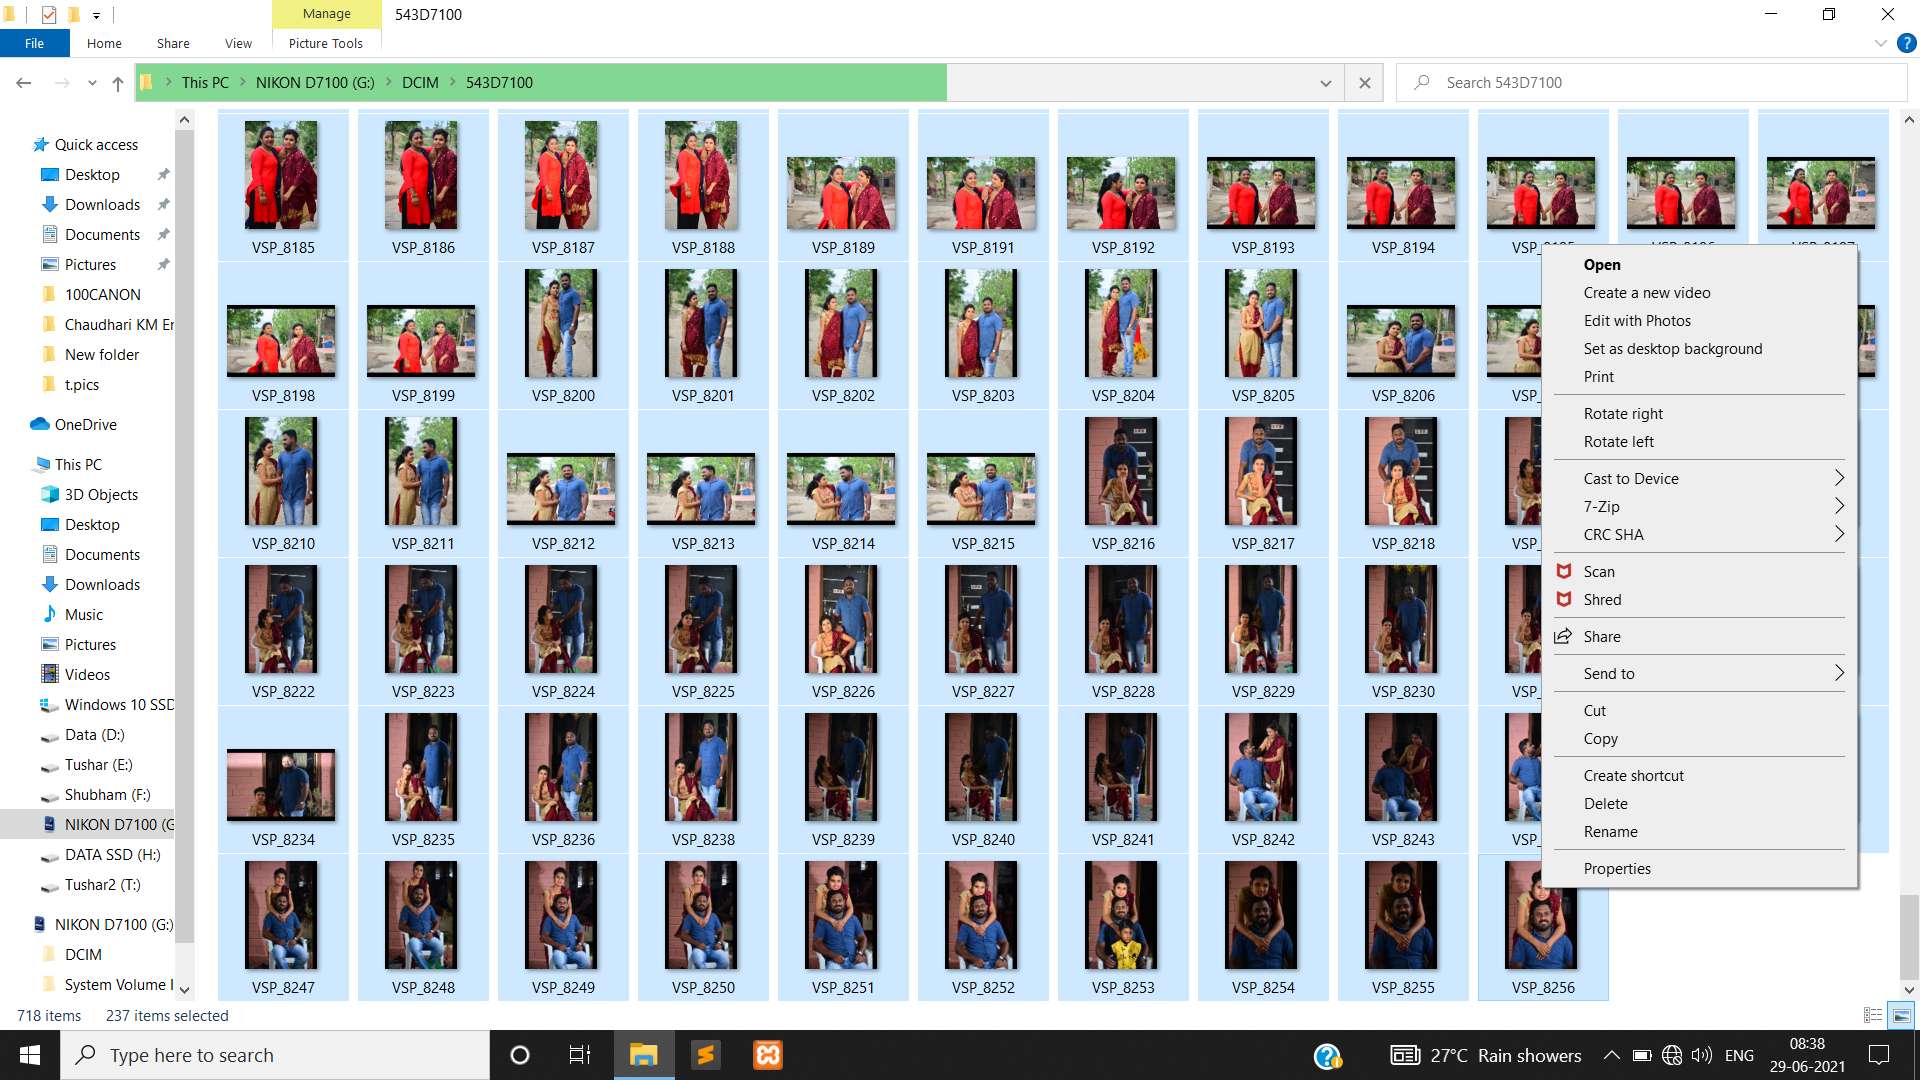 Manage
543D7100
File
Home
Share
View
Picture Tools
This PC
NIKON D7100 (G:)
DCIM
543D7100
Search 543D7100
Quick access
Desktop
Downloads
Documents
Pictures
100CANON
Chaudhari KM Er
New folder
t.pics
OneDrive
This PC
3D Objects
Desktop
Documents
Downloads
Music
Pictures
Videos
Windows 10 SSD
Data (D:)
Tushar (E:)
Shubham (F:)
NIKON D7100 (G
DATA SSD (H:)
Tushar2 (T:)
NIKON D7100 (G:)
DCIM
System Volume I
VSP_8185 VSP_8186 VSP_8187 VSP_8188 VSP_8189 VSP_8191 VSP_8192 VSP_8193 VSP_8194
VSP_8198 VSP_8199 VSP_8200 VSP_8201 VSP_8202 VSP_8203 VSP_8204 VSP_8205 VSP_8206 VSP_
VSP_8210 VSP_8211 VSP_8212 VSP_8213 VSP_8214 VSP_8215 VSP_8216 VSP_8217 VSP_8218 VSP_
VSP_8222 VSP_8223 VSP_8224 VSP_8225 VSP_8226 VSP_8227 VSP_8228 VSP_8229 VSP_8230 VSP_
VSP_8234 VSP_8235 VSP_8236 VSP_8238 VSP_8239 VSP_8240 VSP_8241 VSP_8242 VSP_8243 VSP_
VSP_8247 VSP_8248 VSP_8249 VSP_8250 VSP_8251 VSP_8252 VSP_8253 VSP_8254 VSP_8255 VSP_8256
Open
Create a new video
Edit with Photos
Set as desktop background
Print
Rotate right
Rotate left
Cast to Device
7-Zip
CRC SHA
Scan
Shred
Share
Send to
Cut
Copy
Create shortcut
Delete
Rename
Properties
718 items 237 items selected
Type here to search
27°C Rain showers
ENG
08:38
29-06-2021